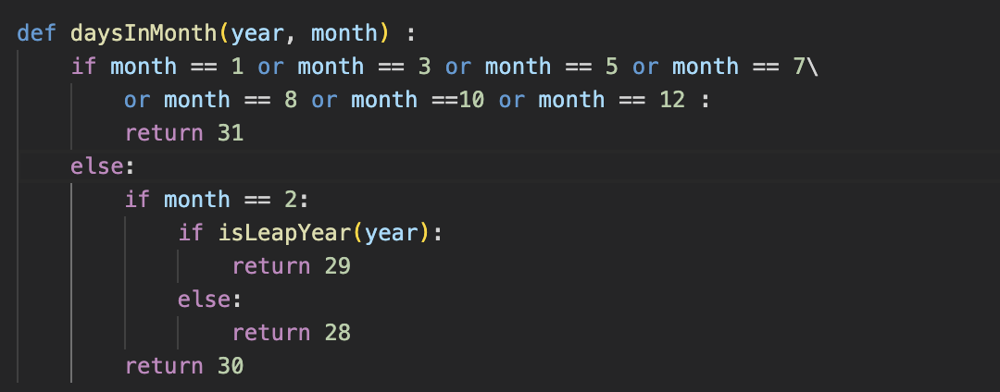 def daysInMonth(year, month) :
    if month == 1 or month == 3 or month == 5 or month == 7\
        or month == 8 or month ==10 or month == 12 :
        return 31
    else:
        if month == 2:
            if isLeapYear(year):
                return 29
            else:
                return 28
        return 30